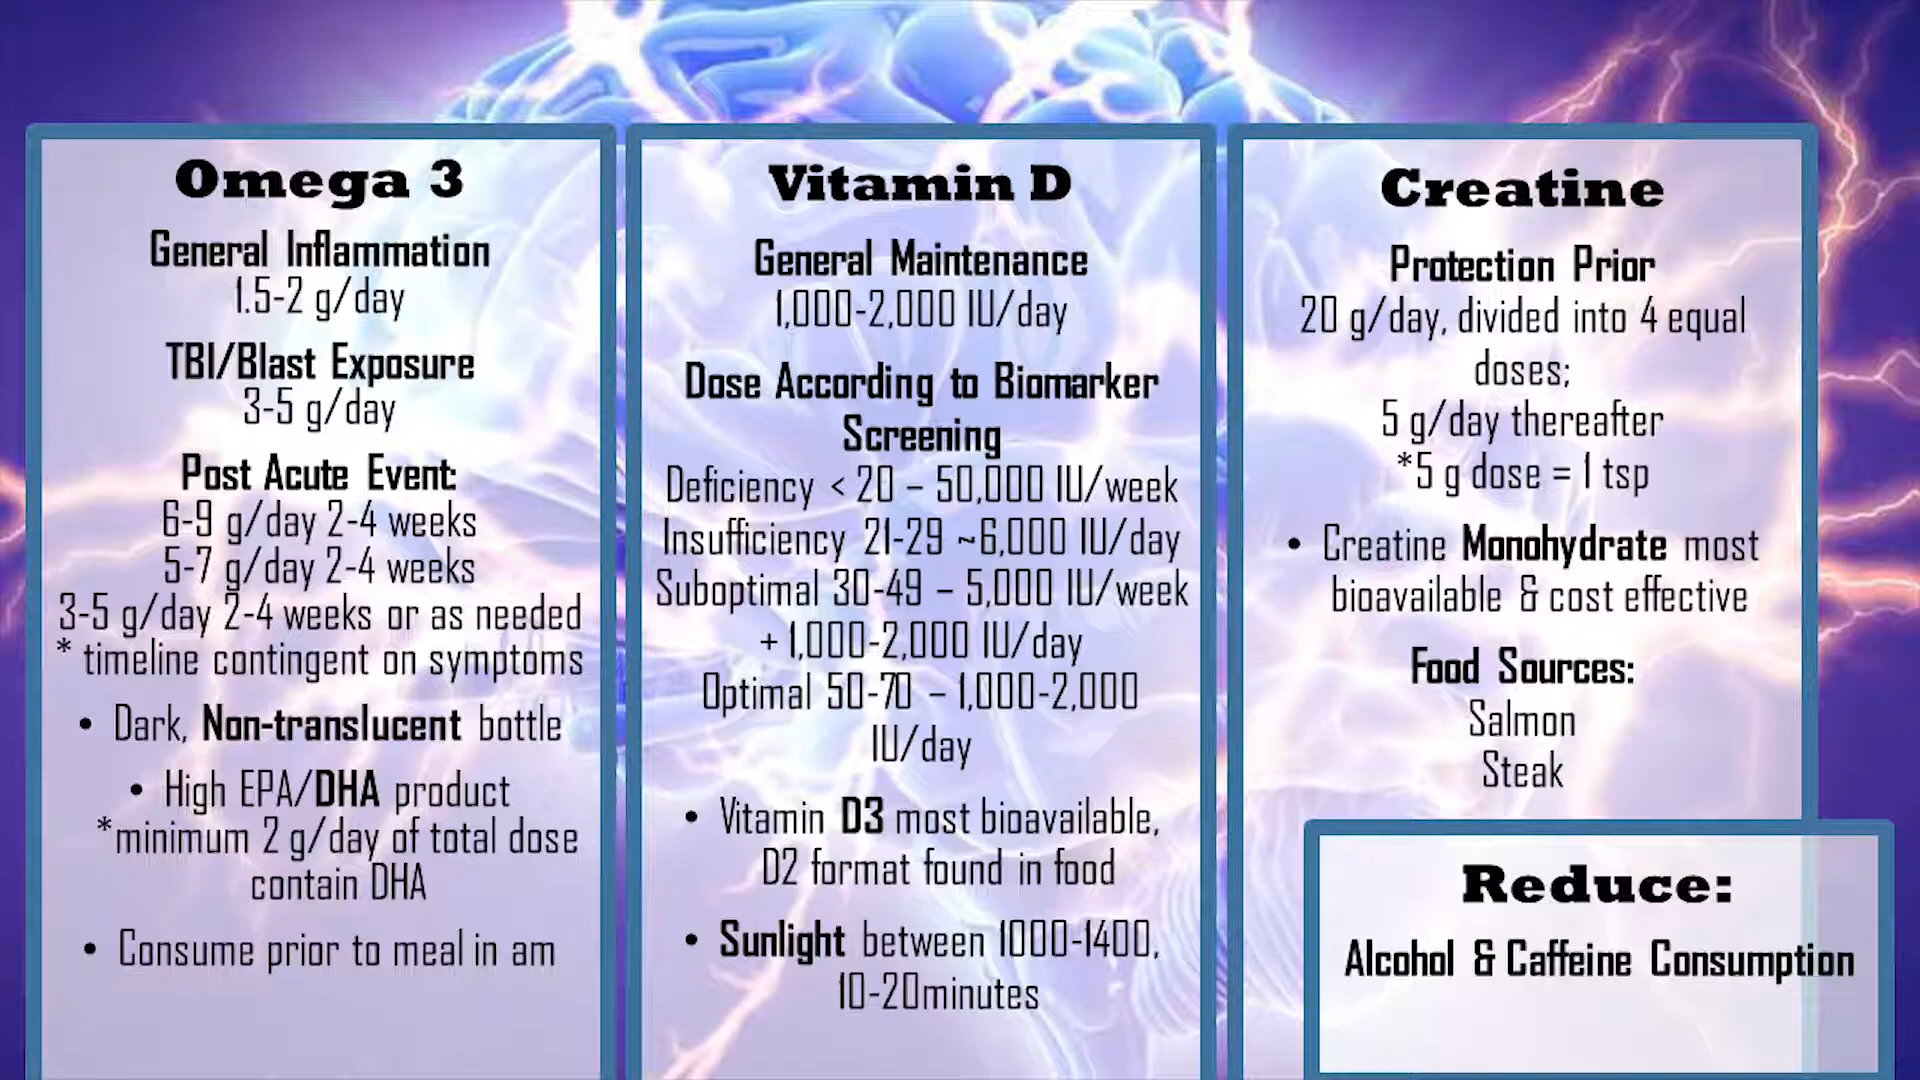 Omega 3
General Inflammation
1.5-2 g/day
TBI/Blast Exposure
3-5 g/day
Post Acute Event:
6-9 g/day 2-4 weeks
5-7 g/day 2-4 weeks
3-5 g/day 2-4 weeks or as needed
* timeline contingent on symptoms
• Dark, Non-translucent bottle
• High EPA/DHA product
*minimum 2 g/day of total dose
contain DHA
• Consume prior to meal in am
Vitamin D
General Maintenance
1,000-2,000 IU/day
Dose According to Biomarker
Screening
Deficiency < 20 – 50,000 IU/week
Insufficiency 21-29 ~6,000 IU/day
Suboptimal 30-49 – 5,000 IU/week
+ 1,000-2,000 IU/day
Optimal 50-70 – 1,000-2,000
IU/day
• Vitamin D3 most bioavailable,
D2 format found in food
• Sunlight between 1000-1400,
10-20minutes
Creatine
Protection Prior
20 g/day, divided into 4 equal
doses;
5 g/day thereafter
*5 g dose = 1 tsp
• Creatine Monohydrate most
bioavailable & cost effective
Food Sources:
Salmon
Steak
Reduce:
Alcohol & Caffeine Consumption